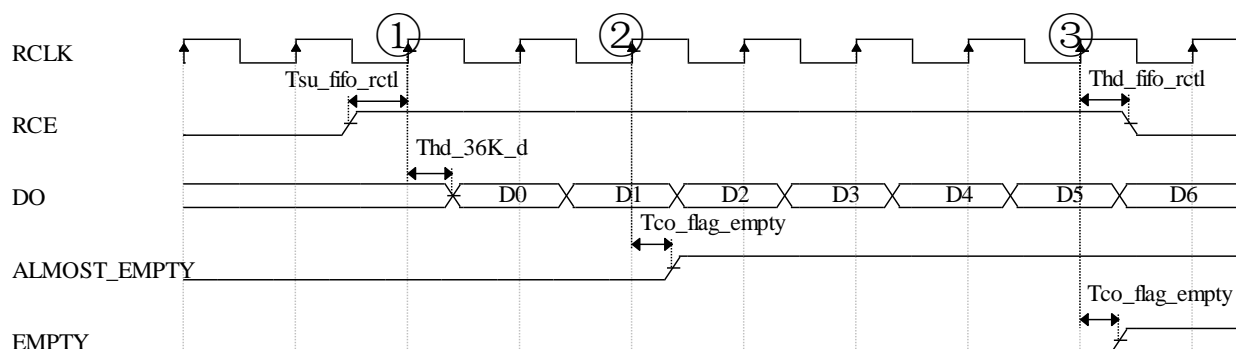 ① ② ③
RCLK
Tsu_fifo_rctl Thd_fifo_rctl
RCE
Thd_36K_d
DO D0 D1 D2 D3 D4 D5 D6
Tco_flag_empty
ALMOST_EMPTY
Tco_flag_empty
EMPTY